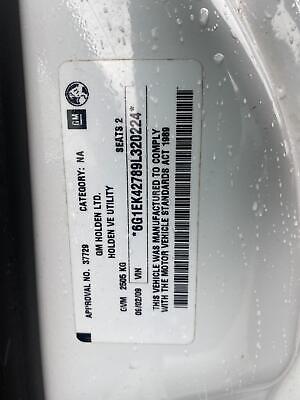 GM
APPROVAL NO. 37729 CATEGORY: NA
GM HOLDEN LTD.
HOLDEN VE UTILITY SEATS 2
GVM 2505 KG
06/02/09 VIN *6G1EK42789L320224*
THIS VEHICLE WAS MANUFACTURED TO COMPLY
WITH THE MOTOR VEHICLE STANDARDS ACT 1989